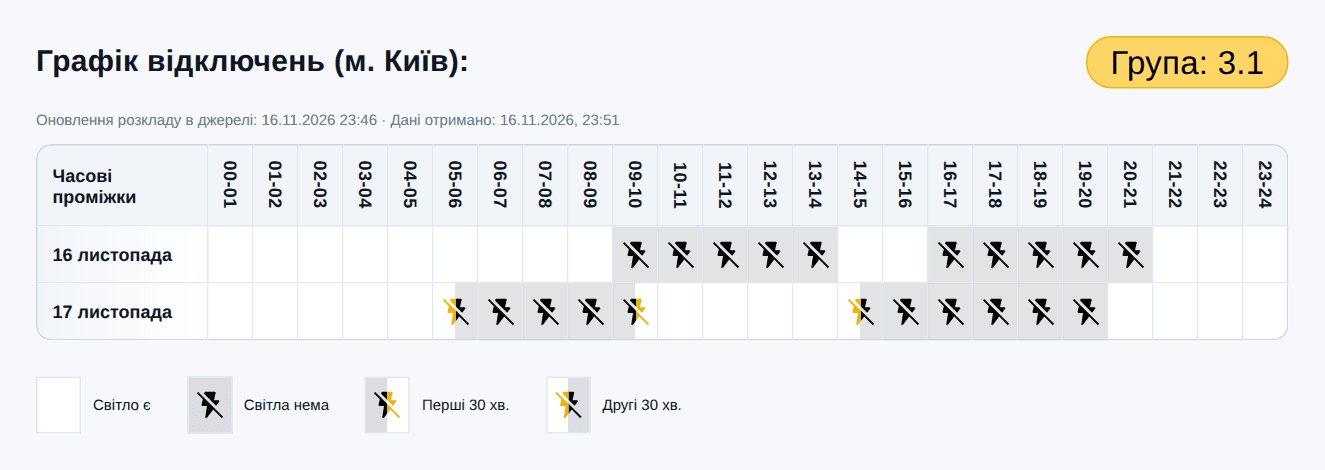 Графік відключень (м. Київ):
Група: 3.1
Оновлення розкладу в джерелі: 16.11.2026 23:46 · Дані отримано: 16.11.2026, 23:51
Часові
проміжки
00-01
01-02
02-03
03-04
04-05
05-06
06-07
07-08
08-09
09-10
10-11
11-12
12-13
13-14
14-15
15-16
16-17
17-18
18-19
19-20
20-21
21-22
22-23
23-24
16 листопада
17 листопада
Світло є
Світла нема
Перші 30 хв.
Другі 30 хв.